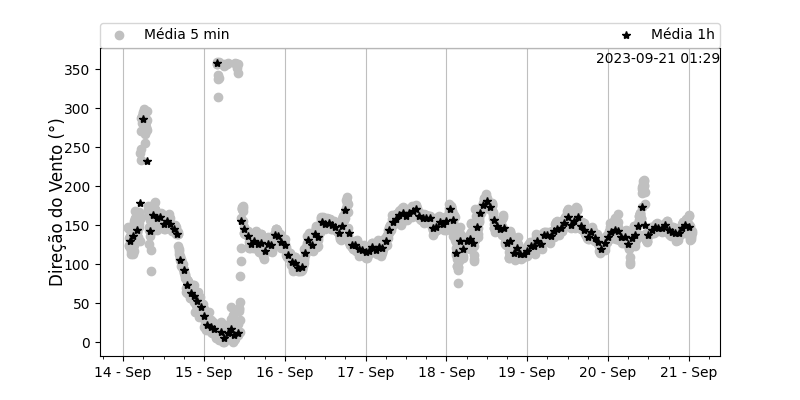 Média 5 min
Média 1h
2023-09-21 01:29
Direção do Vento (°)
350
300
250
200
150
100
50
0
14 - Sep
15 - Sep
16 - Sep
17 - Sep
18 - Sep
19 - Sep
20 - Sep
21 - Sep